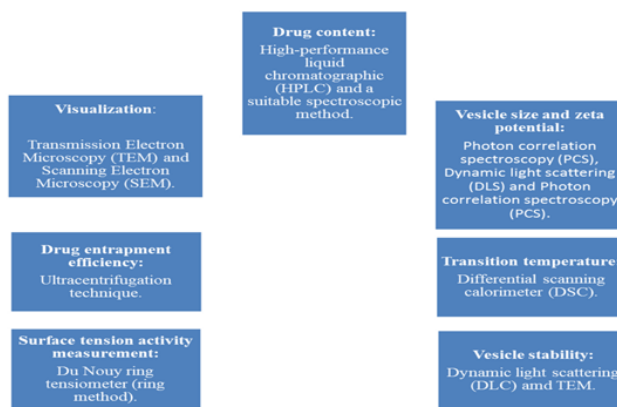 Drug content:
High-performance
liquid
chromatographic
(HPLC) and a
suitable spectroscopic
method.
Visualization:
Transmission Electron
Microscopy (TEM) and
Scanning Electron
Microscopy (SEM).
Vesicle size and zeta
potential:
Photon correlation
spectroscopy (PCS),
Dynamic light scattering
(DLS) and Photon
correlation spectroscopy
(PCS).
Drug entrapment
efficiency:
Ultracentrifugation
technique.
Transition temperature
Differential scanning
calorimeter (DSC).
Surface tension activity
measurement:
Du Nouy ring
tensiometer (ring
method).
Vesicle stability:
Dynamic light scattering
(DLC) amd TEM.